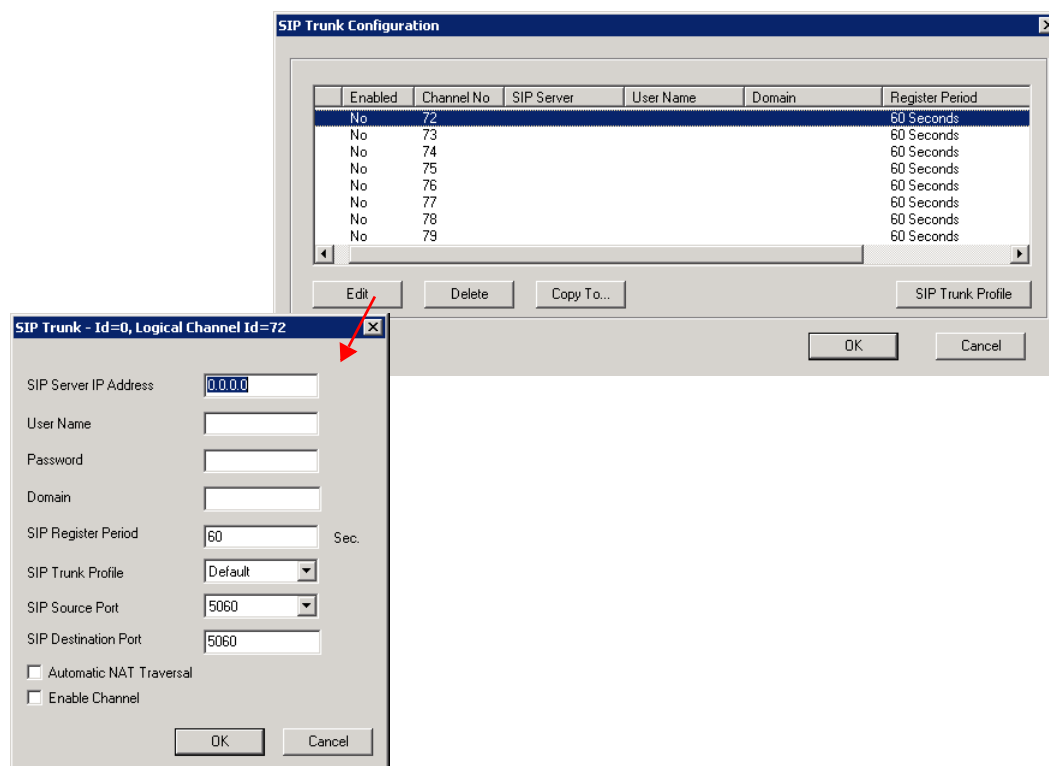 SIP Trunk Configuration
Enabled Channel No SIP Server User Name Domain Register Period
No 72 60 Seconds
No 73 60 Seconds
No 74 60 Seconds
No 75 60 Seconds
No 76 60 Seconds
No 77 60 Seconds
No 78 60 Seconds
No 79 60 Seconds
Edit Delete Copy To... SIP Trunk Profile
OK Cancel
SIP Trunk - Id=0, Logical Channel Id=72
SIP Server IP Address 0.0.0.0
User Name
Password
Domain
SIP Register Period 60 Sec.
SIP Trunk Profile Default
SIP Source Port 5060
SIP Destination Port 5060
Automatic NAT Traversal
Enable Channel
OK Cancel